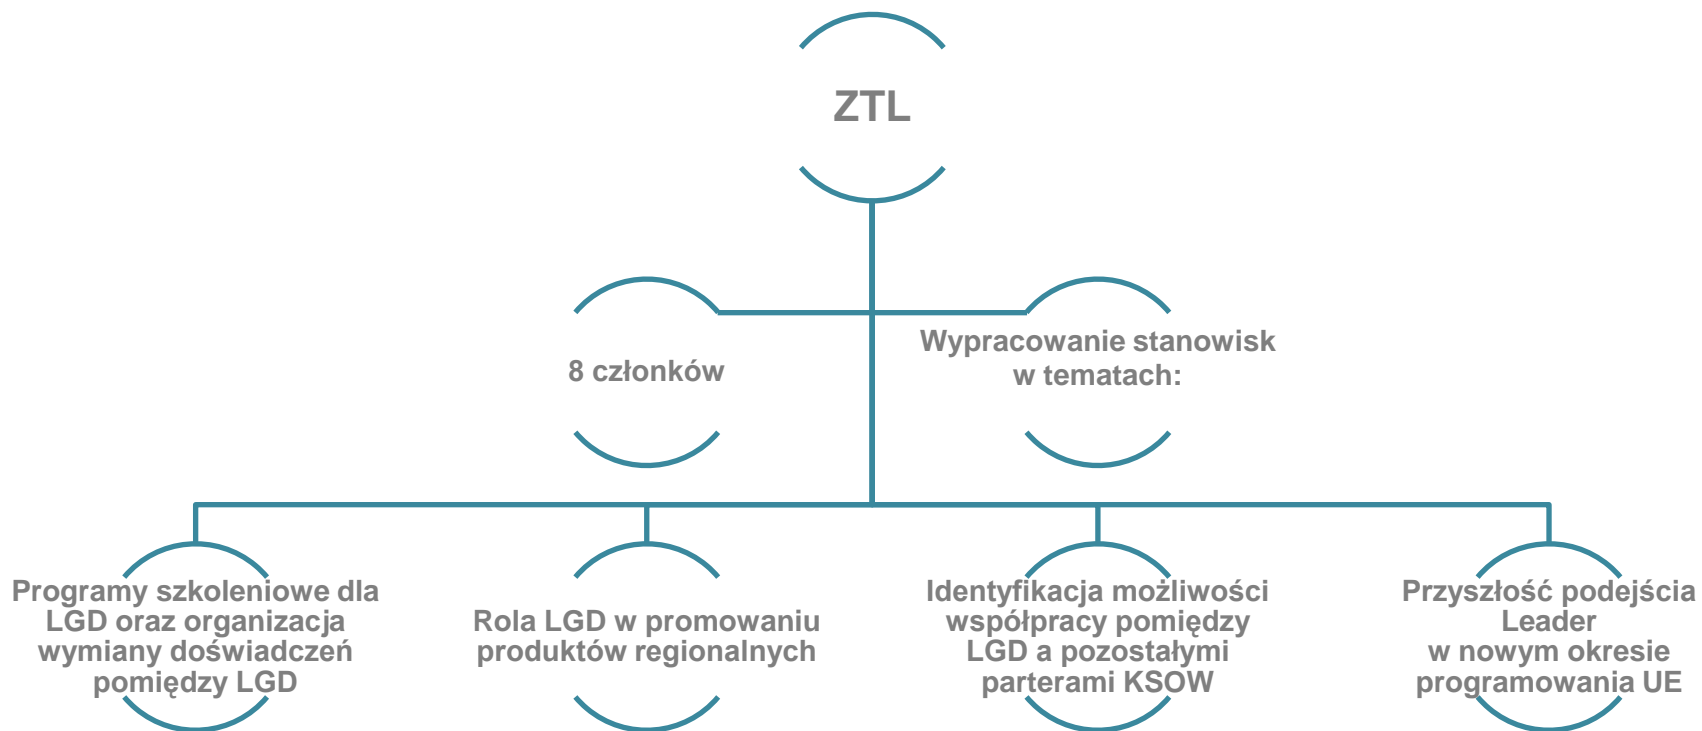 ZTL
8 członków
Wypracowanie stanowisk
w tematach:
Programy szkoleniowe dla
LGD oraz organizacja
wymiany doświadczeń
pomiędzy LGD
Rola LGD w promowaniu
produktów regionalnych
Identyfikacja możliwości
współpracy pomiędzy
LGD a pozostałymi
parterami KSOW
Przyszłość podejścia
Leader
w nowym okresie
programowania UE